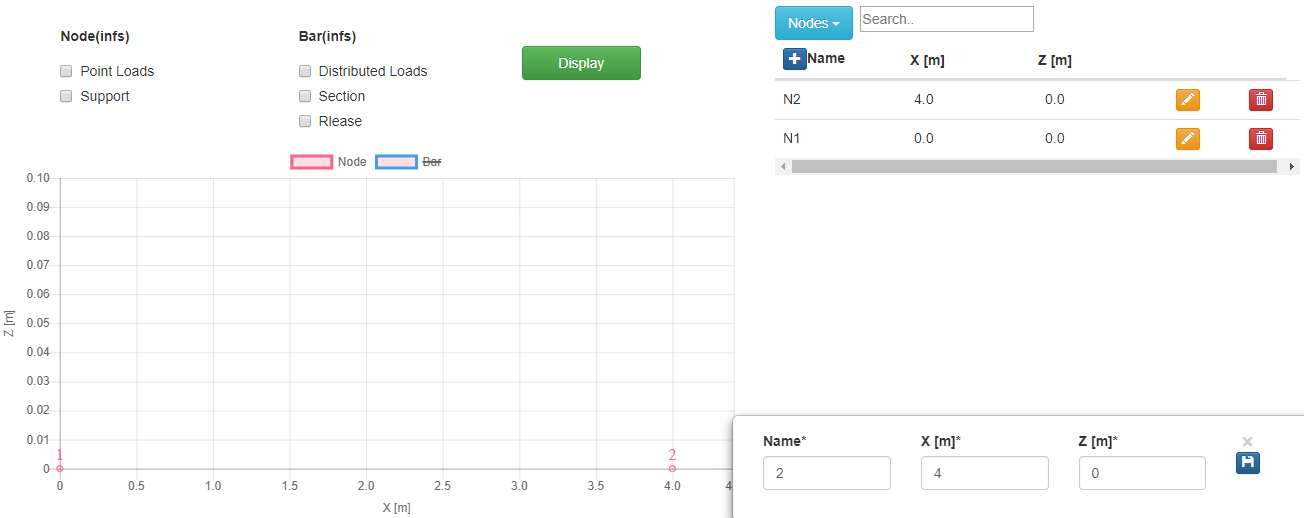 Node(infs)
Point Loads
Support
Bar(infs)
Distributed Loads
Section
Rlease
Display
Node Bar
0.10
0.09
0.08
0.07
0.06
0.05
0.04
0.03
0.02
0.01
0
Z [m]
1 2
0 0.5 1.0 1.5 2.0 2.5 3.0 3.5 4.0 4.
X [m]
Nodes Search..
Name X [m] Z [m]
N2 4.0 0.0
N1 0.0 0.0
Name* X [m]* Z [m]*
2 4 0